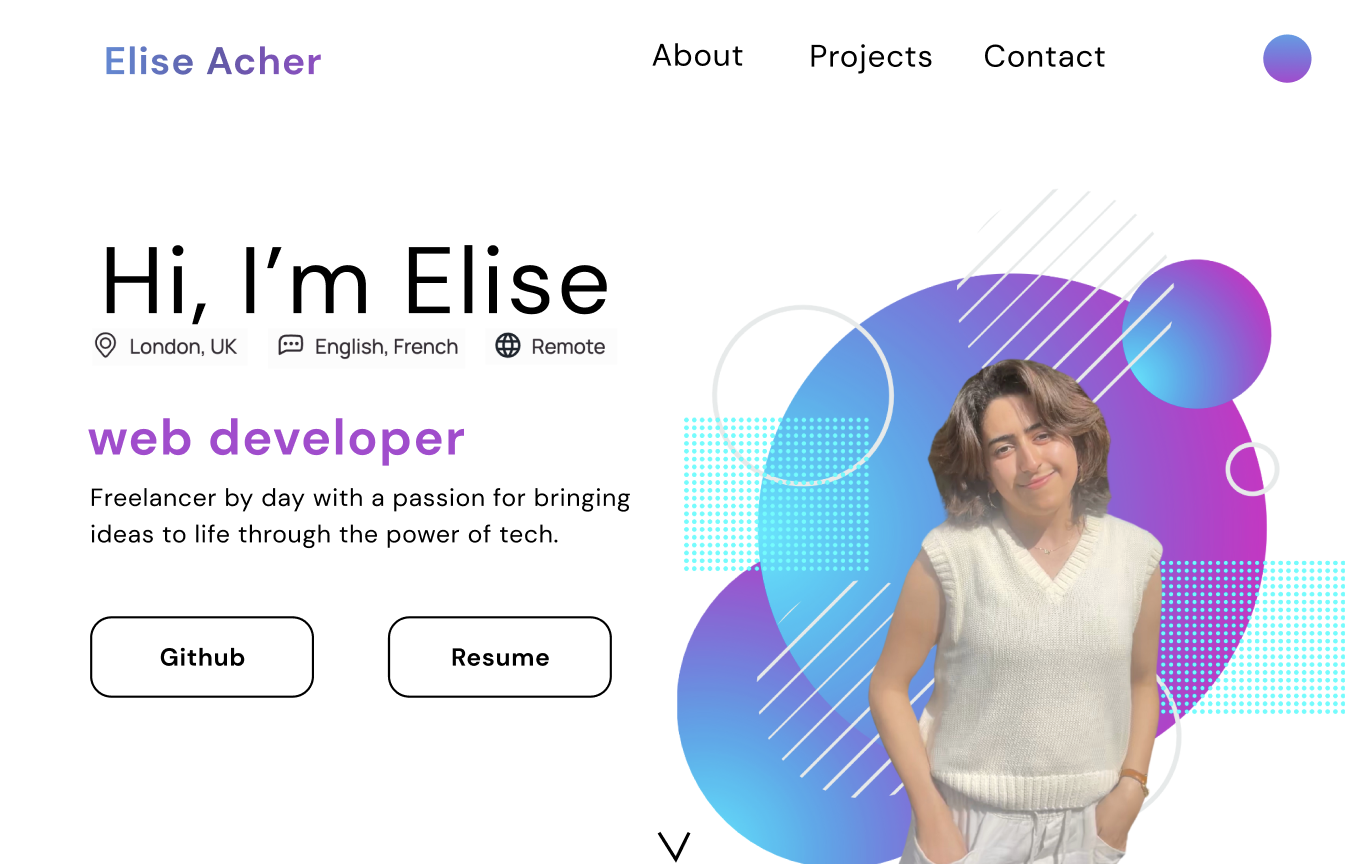 Elise Acher
About Projects Contact
Hi, I’m Elise
London, UK English, French Remote
web developer
Freelancer by day with a passion for bringing
ideas to life through the power of tech.
Github Resume